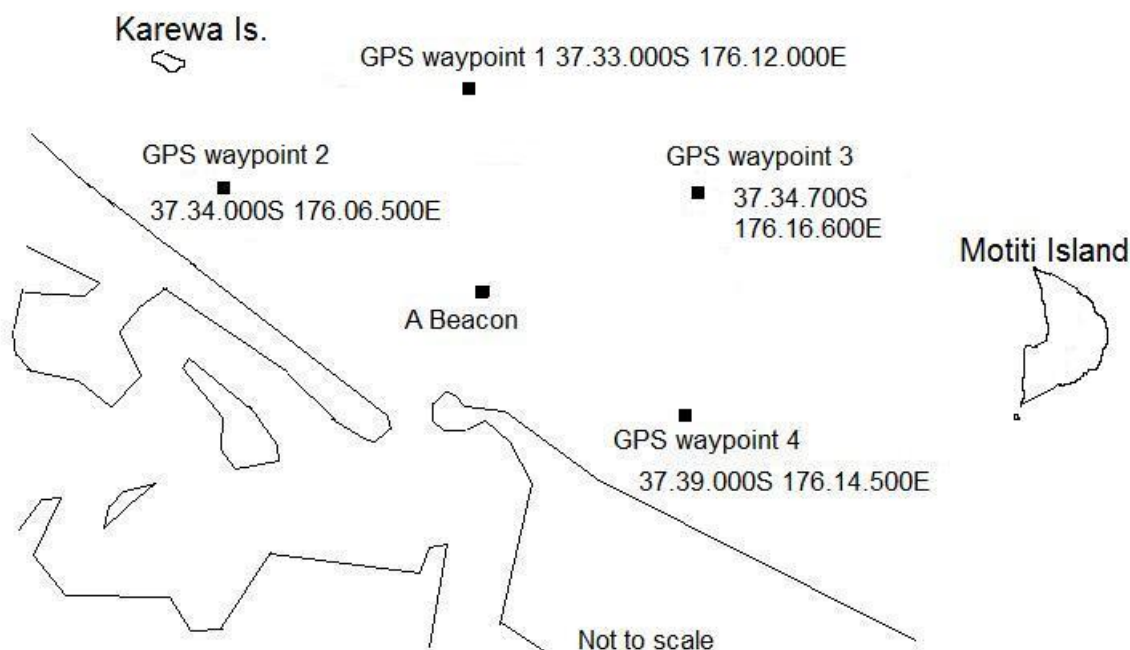 Karewa Is.
GPS waypoint 1 37.33.000S 176.12.000E
GPS waypoint 2
37.34.000S 176.06.500E
GPS waypoint 3
37.34.700S
176.16.600E
Motiti Island
A Beacon
GPS waypoint 4
37.39.000S 176.14.500E
Not to scale